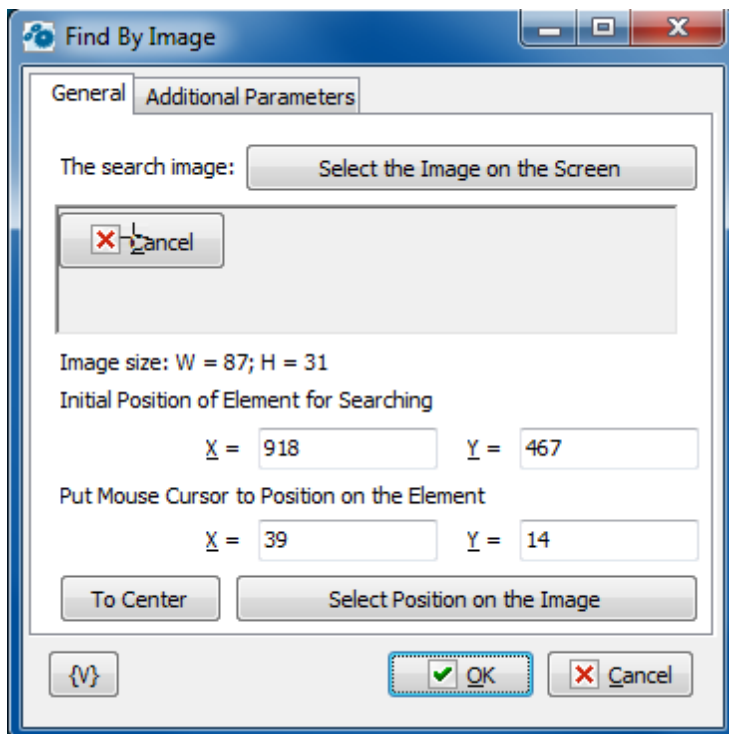 Find By Image
General Additional Parameters
The search image: Select the Image on the Screen
Cancel
Image size: W = 87; H = 31
Initial Position of Element for Searching
X = 918 Y = 467
Put Mouse Cursor to Position on the Element
X = 39 Y = 14
To Center Select Position on the Image
{V} OK Cancel